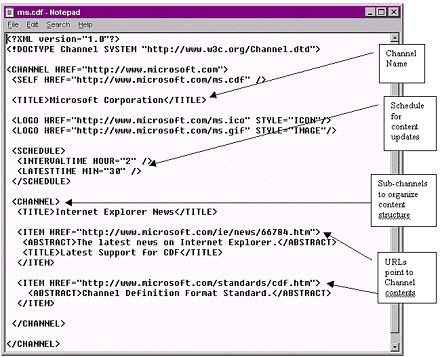 ms.cdf - Notepad
File Edit Search Help
<?XML version="1.0"?>
<!DOCTYPE Channel SYSTEM "http://www.w3c.org/Channel.dtd">
<CHANNEL HREF="http://www.microsoft.com">
<SELF HREF="http://www.microsoft.com/ms.cdf" />
<TITLE>Microsoft Corporation</TITLE>
<LOGO HREF="http://www.microsoft.com/ms.ico" STYLE="ICON"/>
<LOGO HREF="http://www.microsoft.com/ms.gif" STYLE="IMAGE"/>
<SCHEDULE>
<INTERVALTIME HOUR="2" />
<LATESTTIME MIN="30" />
</SCHEDULE>
<CHANNEL>
<TITLE>Internet Explorer News</TITLE>
<ITEM HREF="http://www.microsoft.com/ie/news/66784.htm">
<ABSTRACT>The latest news on Internet Explorer.</ABSTRACT>
<TITLE>Latest Support for CDF</TITLE>
</ITEM>
<ITEM HREF="http://www.microsoft.com/standards/cdf.htm">
<ABSTRACT>Channel Definition Format Standard.</ABSTRACT>
</ITEM>
</CHANNEL>
</CHANNEL>
Channel
Name
Schedule
for
content
updates
Sub-channels
to organize
content
structure
URLs
point to
Channel
contents